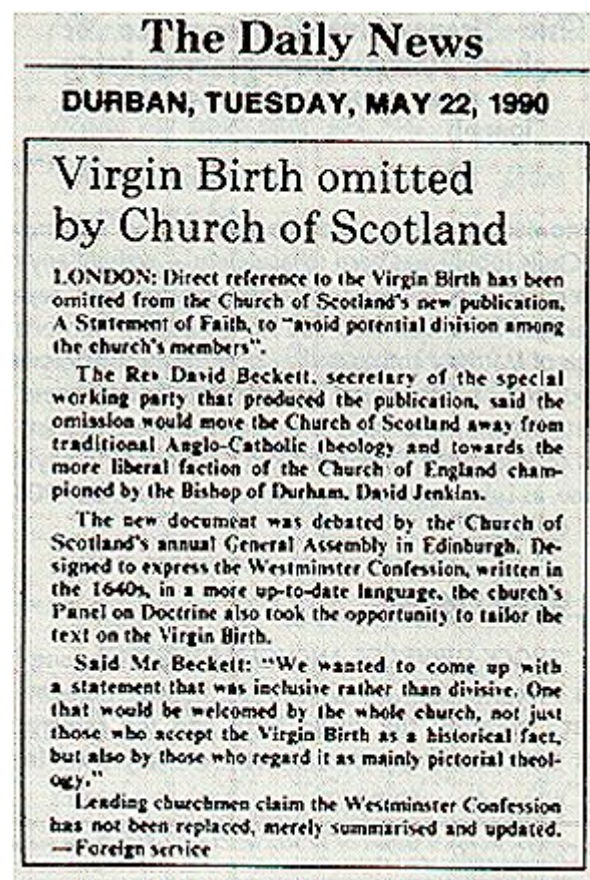 The Daily News
DURBAN, TUESDAY, MAY 22, 1990
Virgin Birth omitted
by Church of Scotland
LONDON: Direct reference to the Virgin Birth has been
omitted from the Church of Scotland's new publication,
A Statement of Faith, to "avoid potential division among
the church's members".
The Rev David Beckett, secretary of the special
working party that produced the publication, said the
omission would move the Church of Scotland away from
traditional Anglo-Catholic theology and towards the
more liberal faction of the Church of England cham-
pioned by the Bishop of Durham, David Jenkins.
The new document was debated by the Church of
Scotland's annual General Assembly in Edinburgh. De-
signed to express the Westminster Confession, written in
the 1640s, in a more up-to-date language, the church's
Panel on Doctrine also took the opportunity to tailor the
text on the Virgin Birth.
Said Mr Beckett: "We wanted to come up with
a statement that was inclusive rather than divisive. One
that would be welcomed by the whole church, not just
those who accept the Virgin Birth as a historical fact,
but also by those who regard it as mainly pictorial theol-
ogy."
Leading churchmen claim the Westminster Confession
has not been replaced, merely summarised and updated.
— Foreign service